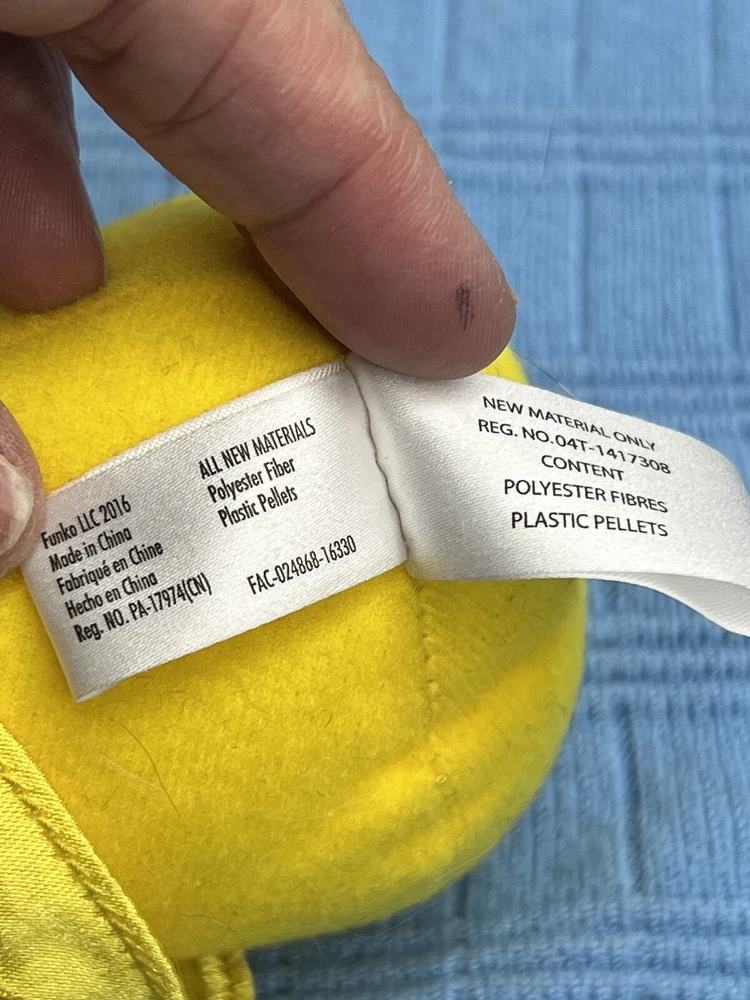 Funko LLC 2016
Made in China
Fabriqué en Chine
Hecho en China
Reg. NO. PA-17974(CN)
ALL NEW MATERIALS
Polyester Fiber
Plastic Pellets
FAC-024868-16330
NEW MATERIAL ONLY
REG. NO.04T-1417308
CONTENT
POLYESTER FIBRES
PLASTIC PELLETS